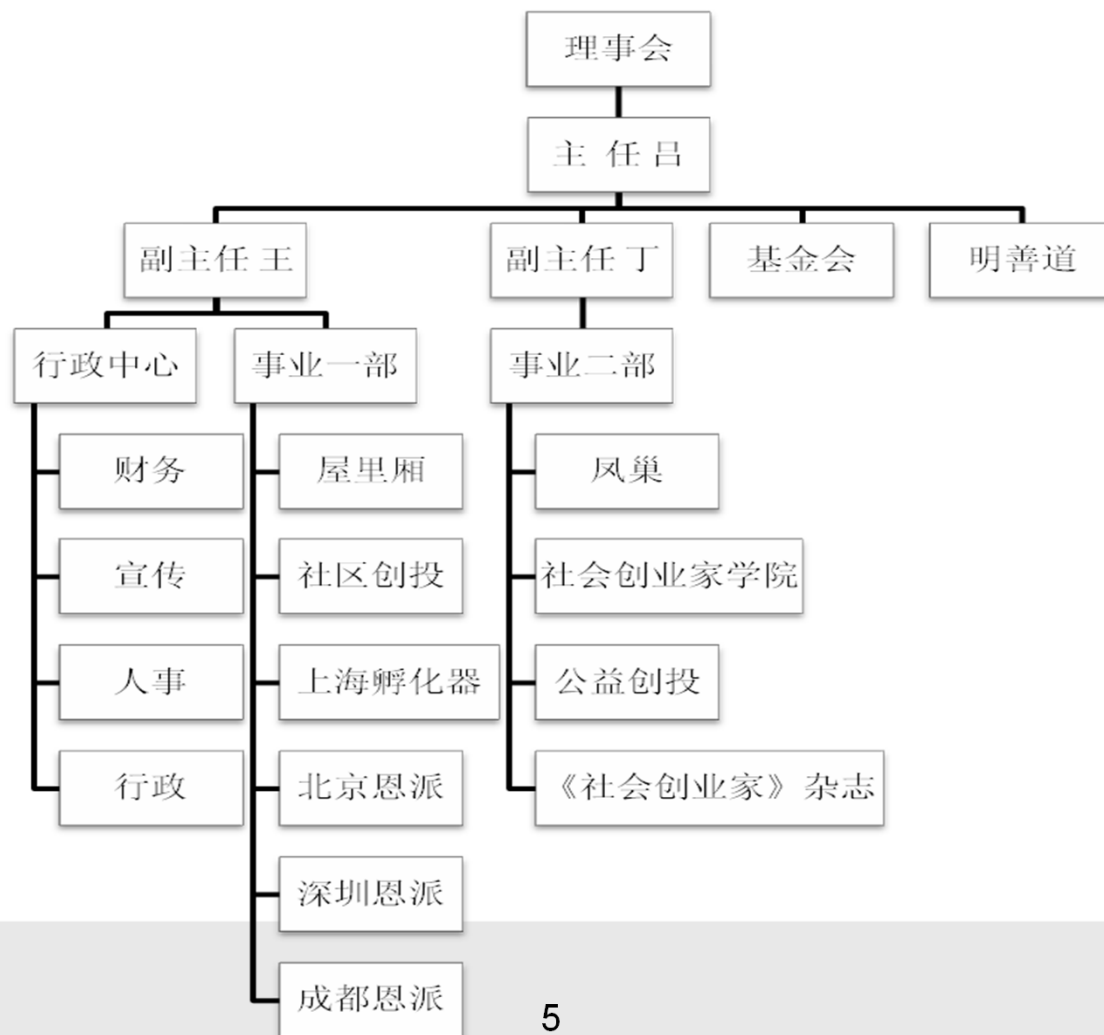 理事会
主 任 吕
副主任 王
副主任 丁
基金会
明善道
行政中心
事业一部
事业二部
财务
屋里厢
凤巢
宣传
社区创投
社会创业家学院
人事
上海孵化器
公益创投
行政
北京恩派
《社会创业家》杂志
深圳恩派
成都恩派
5